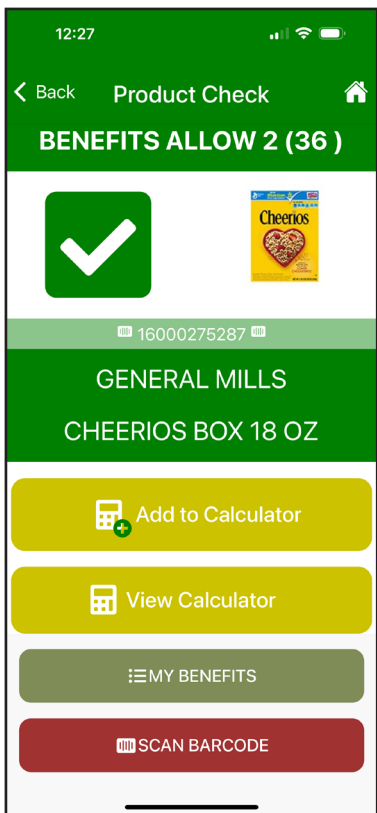 12:27
Back Product Check
BENEFITS ALLOW 2 (36 )
Cheerios
16000275287
GENERAL MILLS
CHEERIOS BOX 18 OZ
Add to Calculator
View Calculator
MY BENEFITS
SCAN BARCODE